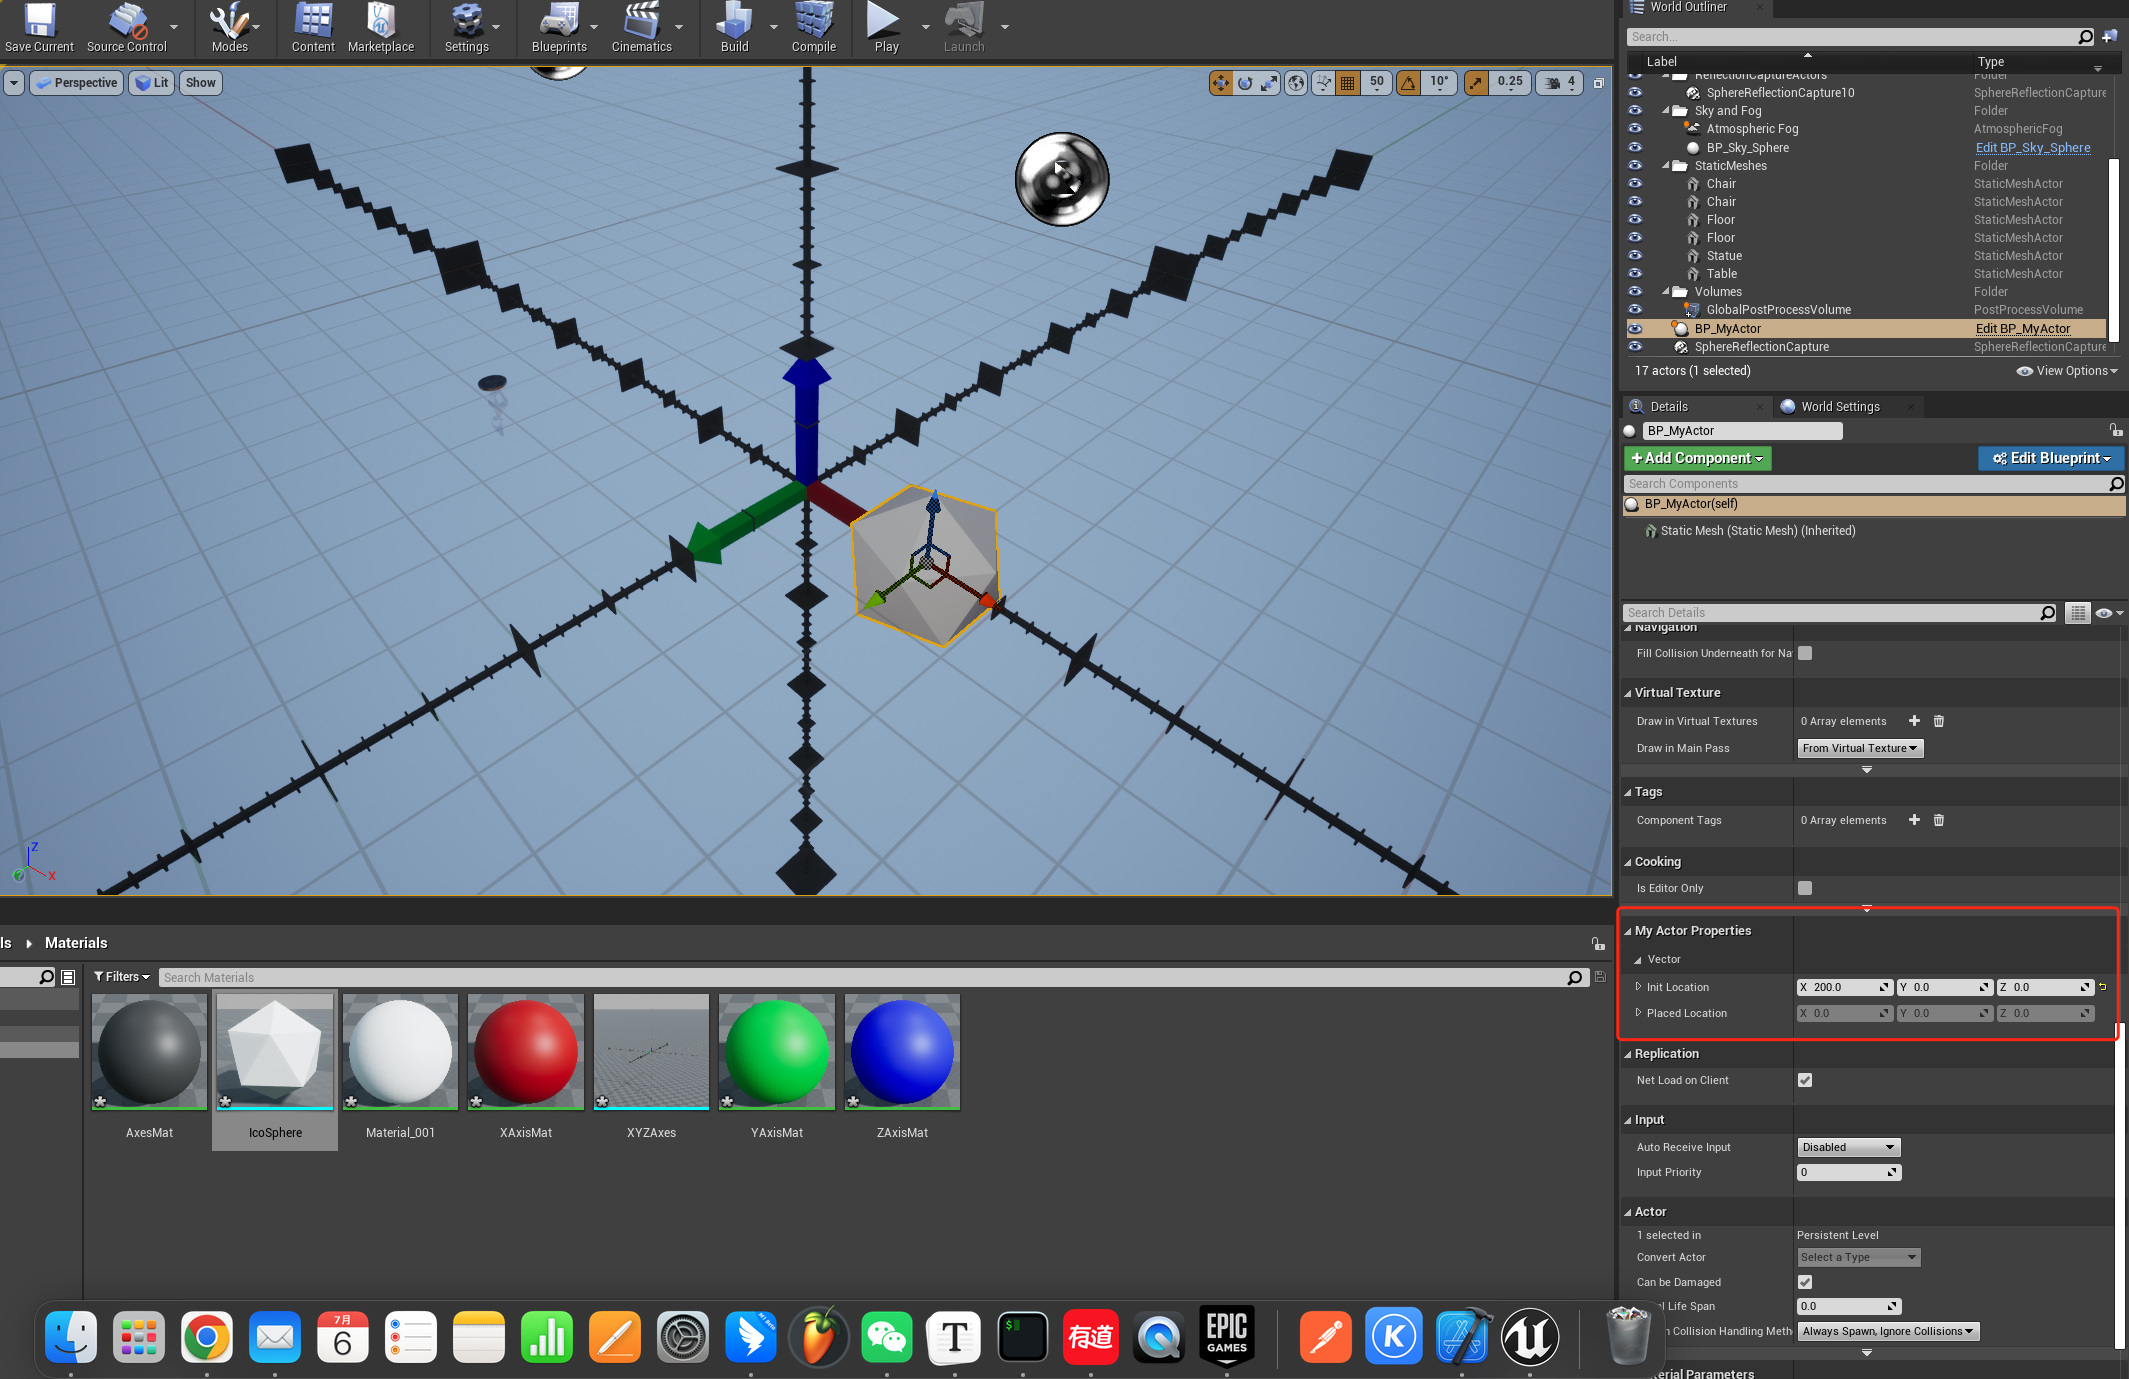 Save Current
Source Control
Modes
Content
Marketplace
Settings
Blueprints
Cinematics
Build
Compile
Play
Launch
Perspective
Lit
Show
50
10°
0.25
4
Z
X
World Outliner
Search...
Label
Type
ReflectionCaptureActors
Folder
SphereReflectionCapture10
SphereReflectionCapture
Sky and Fog
Folder
Atmospheric Fog
AtmosphericFog
BP_Sky_Sphere
Edit BP_Sky_Sphere
StaticMeshes
Folder
Chair
StaticMeshActor
Chair
StaticMeshActor
Floor
StaticMeshActor
Floor
StaticMeshActor
Statue
StaticMeshActor
Table
StaticMeshActor
Volumes
Folder
GlobalPostProcessVolume
PostProcessVolume
BP_MyActor
Edit BP_MyActor
SphereReflectionCapture
SphereReflectionCapture
17 actors (1 selected)
View Options
Details
World Settings
BP_MyActor
+Add Component
Edit Blueprint
Search Components
BP_MyActor(self)
Static Mesh (Static Mesh) (Inherited)
Search Details
Navigation
Fill Collision Underneath for Na
Virtual Texture
Draw in Virtual Textures
0 Array elements
Draw in Main Pass
From Virtual Texture
Tags
Component Tags
0 Array elements
Cooking
Is Editor Only
My Actor Properties
Vector
Init Location
X 200.0
Y 0.0
Z 0.0
Placed Location
X 0.0
Y 0.0
Z 0.0
Replication
Net Load on Client
Input
Auto Receive Input
Disabled
Input Priority
0
Actor
1 selected in
Persistent Level
Convert Actor
Select a Type
Can be Damaged
l Life Span
0.0
Collision Handling Meth
Always Spawn, Ignore Collisions
erial Parameters
ls
Materials
Filters
Search Materials
AxesMat
IcoSphere
Material_001
XAxisMat
XYZAxes
YAxisMat
ZAxisMat
7月
6
T
$
有道
EPIC
GAMES
K